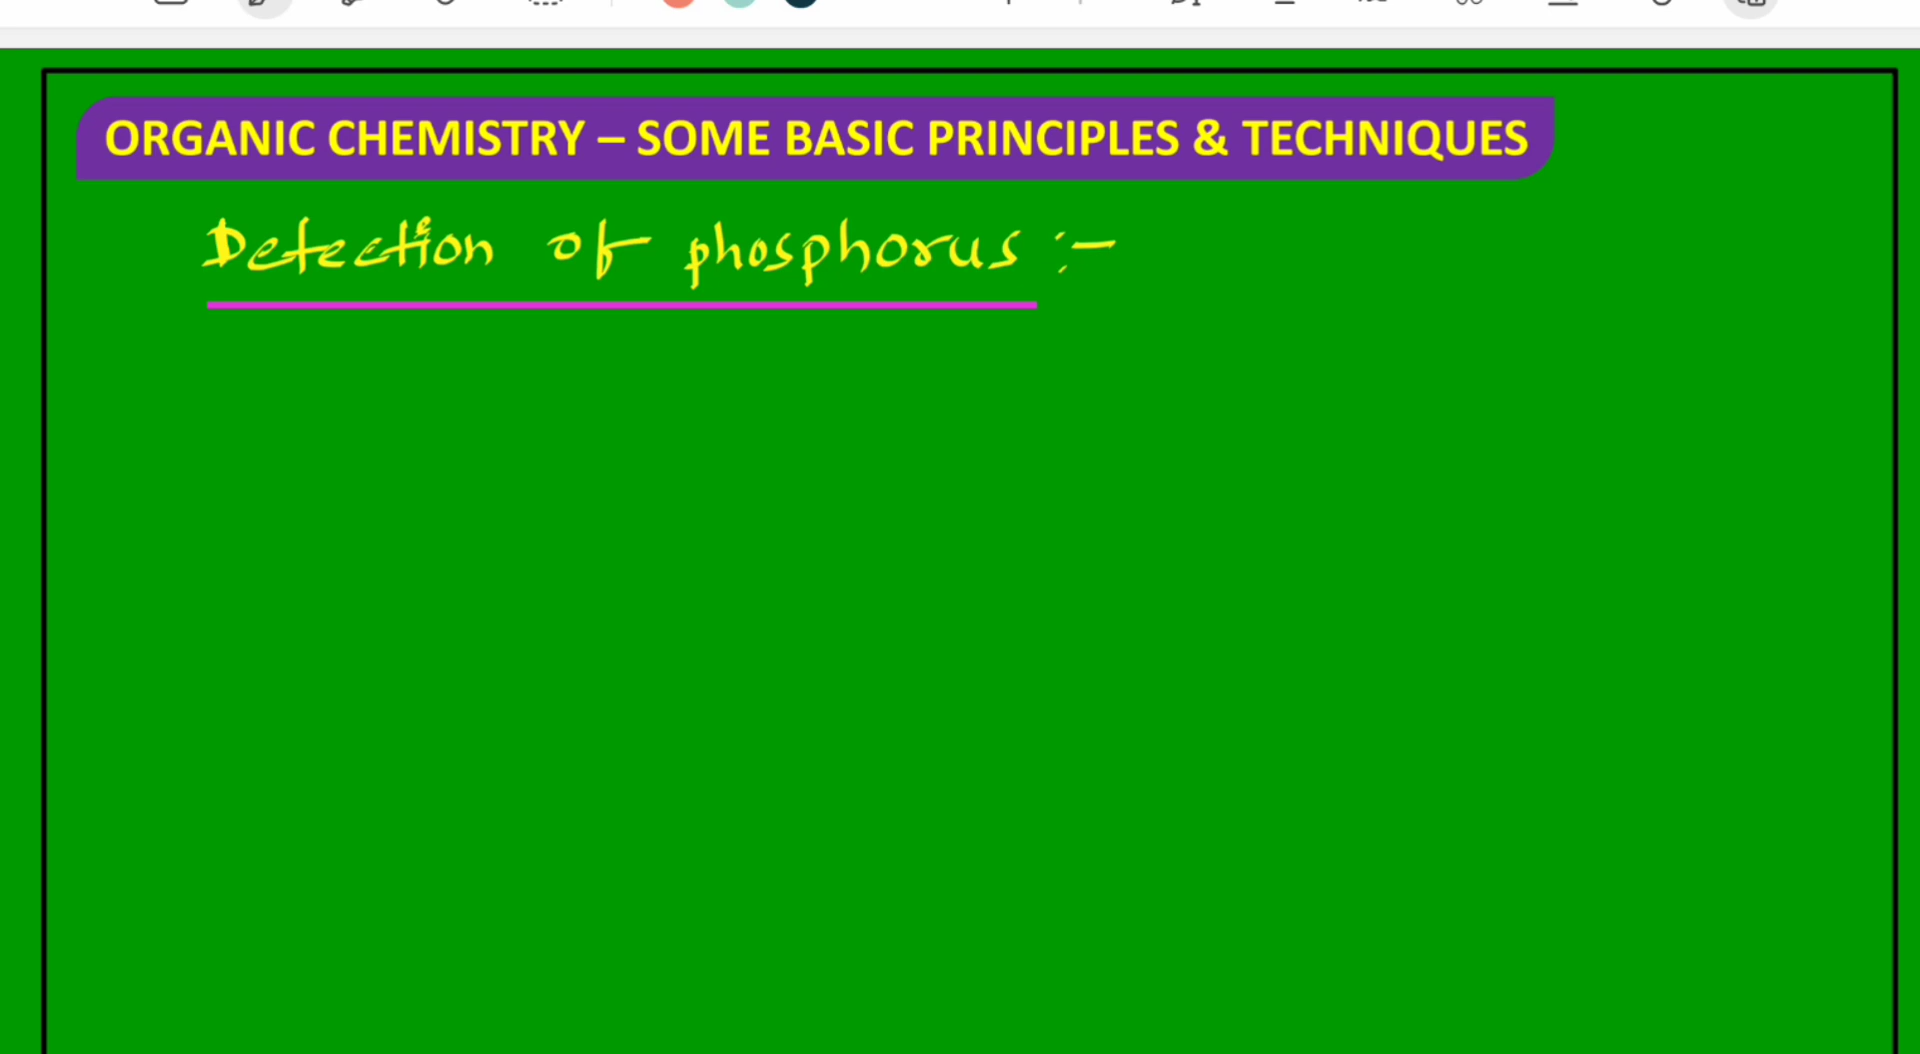 ORGANIC CHEMISTRY – SOME BASIC PRINCIPLES & TECHNIQUES
Detection of phosphorus :-